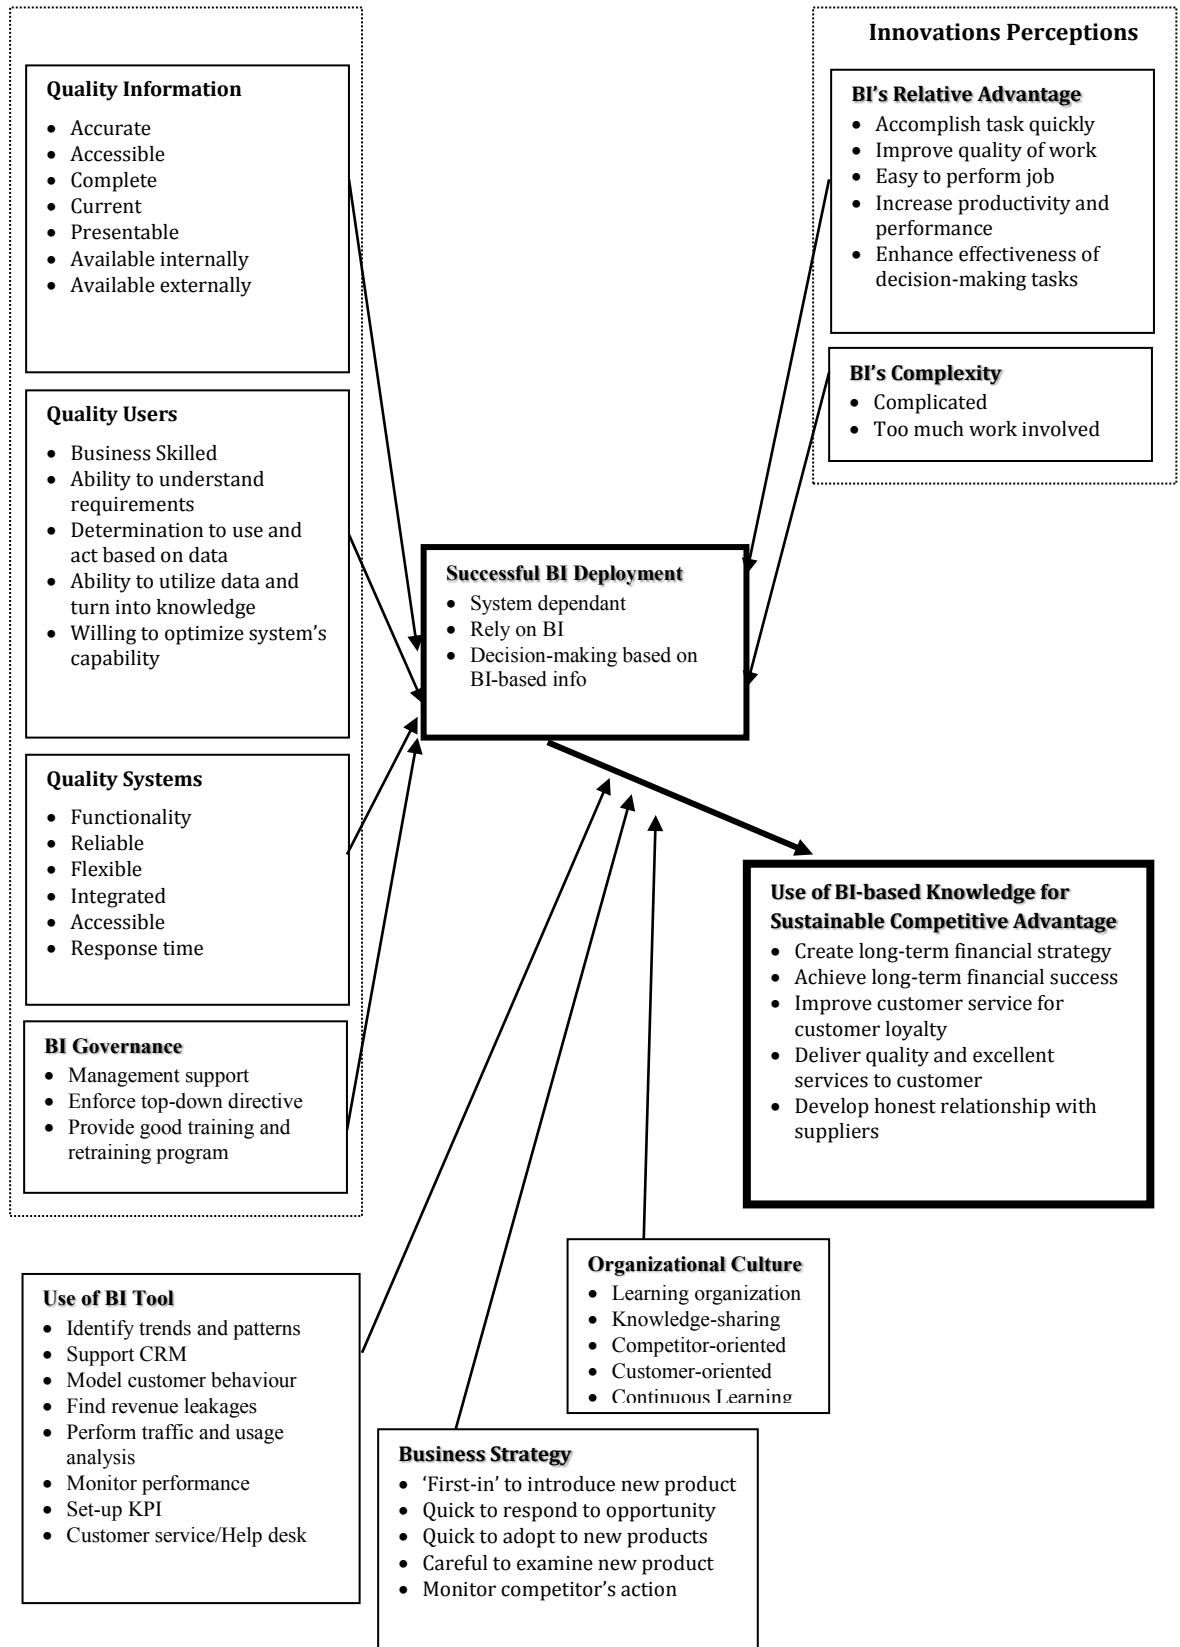 Innovations Perceptions
Quality Information
• Accurate
• Accessible
• Complete
• Current
• Presentable
• Available internally
• Available externally
BI's Relative Advantage
• Accomplish task quickly
• Improve quality of work
• Easy to perform job
• Increase productivity and
performance
• Enhance effectiveness of
decision-making tasks
BI's Complexity
• Complicated
• Too much work involved
Quality Users
• Business Skilled
• Ability to understand
requirements
• Determination to use and
act based on data
• Ability to utilize data and
turn into knowledge
• Willing to optimize system's
capability
Successful BI Deployment
• System dependant
• Rely on BI
• Decision-making based on
BI-based info
Quality Systems
• Functionality
• Reliable
• Flexible
• Integrated
• Accessible
• Response time
Use of BI-based Knowledge for
Sustainable Competitive Advantage
• Create long-term financial strategy
• Achieve long-term financial success
• Improve customer service for
customer loyalty
• Deliver quality and excellent
services to customer
• Develop honest relationship with
suppliers
BI Governance
• Management support
• Enforce top-down directive
• Provide good training and
retraining program
Organizational Culture
• Learning organization
• Knowledge-sharing
• Competitor-oriented
• Customer-oriented
• Continuous Learning
Use of BI Tool
• Identify trends and patterns
• Support CRM
• Model customer behaviour
• Find revenue leakages
• Perform traffic and usage
analysis
• Monitor performance
• Set-up KPI
• Customer service/Help desk
Business Strategy
• 'First-in' to introduce new product
• Quick to respond to opportunity
• Quick to adopt to new products
• Careful to examine new product
• Monitor competitor's action